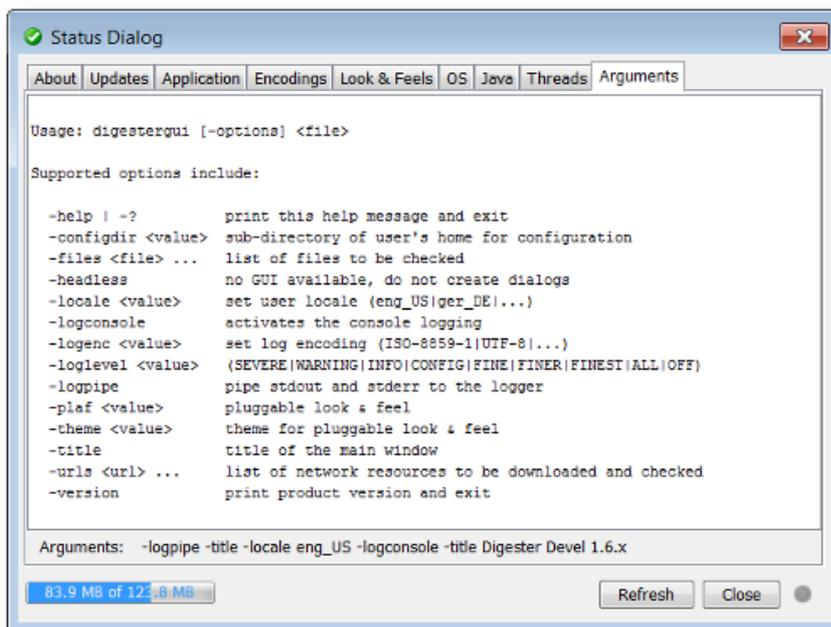 Status Dialog
About Updates Application Encodings Look & Feels OS Java Threads Arguments
Usage: digestergui [-options] <file>
Supported options include:
-help | -? print this help message and exit
-configdir <value> sub-directory of user's home for configuration
-files <file> ... list of files to be checked
-headless no GUI available, do not create dialogs
-locale <value> set user locale (eng_US|ger_DE|...)
-logconsole activates the console logging
-logenc <value> set log encoding (ISO-8859-1|UTF-8|...)
-loglevel <value> (SEVERE|WARNING|INFO|CONFIG|FINE|FINER|FINEST|ALL|OFF)
-logpipe pipe stdout and stderr to the logger
-plaf <value> pluggable look & feel
-theme <value> theme for pluggable look & feel
-title title of the main window
-urls <url> ... list of network resources to be downloaded and checked
-version print product version and exit
Arguments: -logpipe -title -locale eng_US -logconsole -title Digester Devel 1.6.x
83.9 MB of 123.8 MB Refresh Close